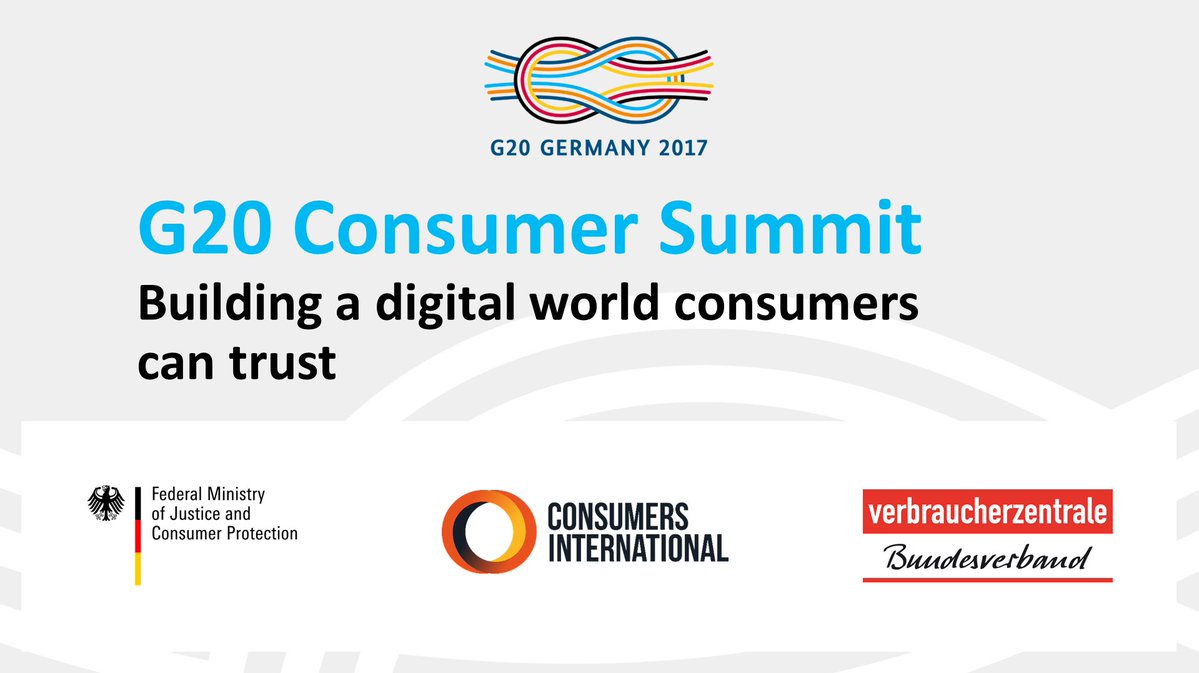 G20 GERMANY 2017
G20 Consumer Summit
Building a digital world consumers
can trust
Federal Ministry
of Justice and
Consumer Protection
CONSUMERS
INTERNATIONAL
verbraucherzentrale
Bundesverband